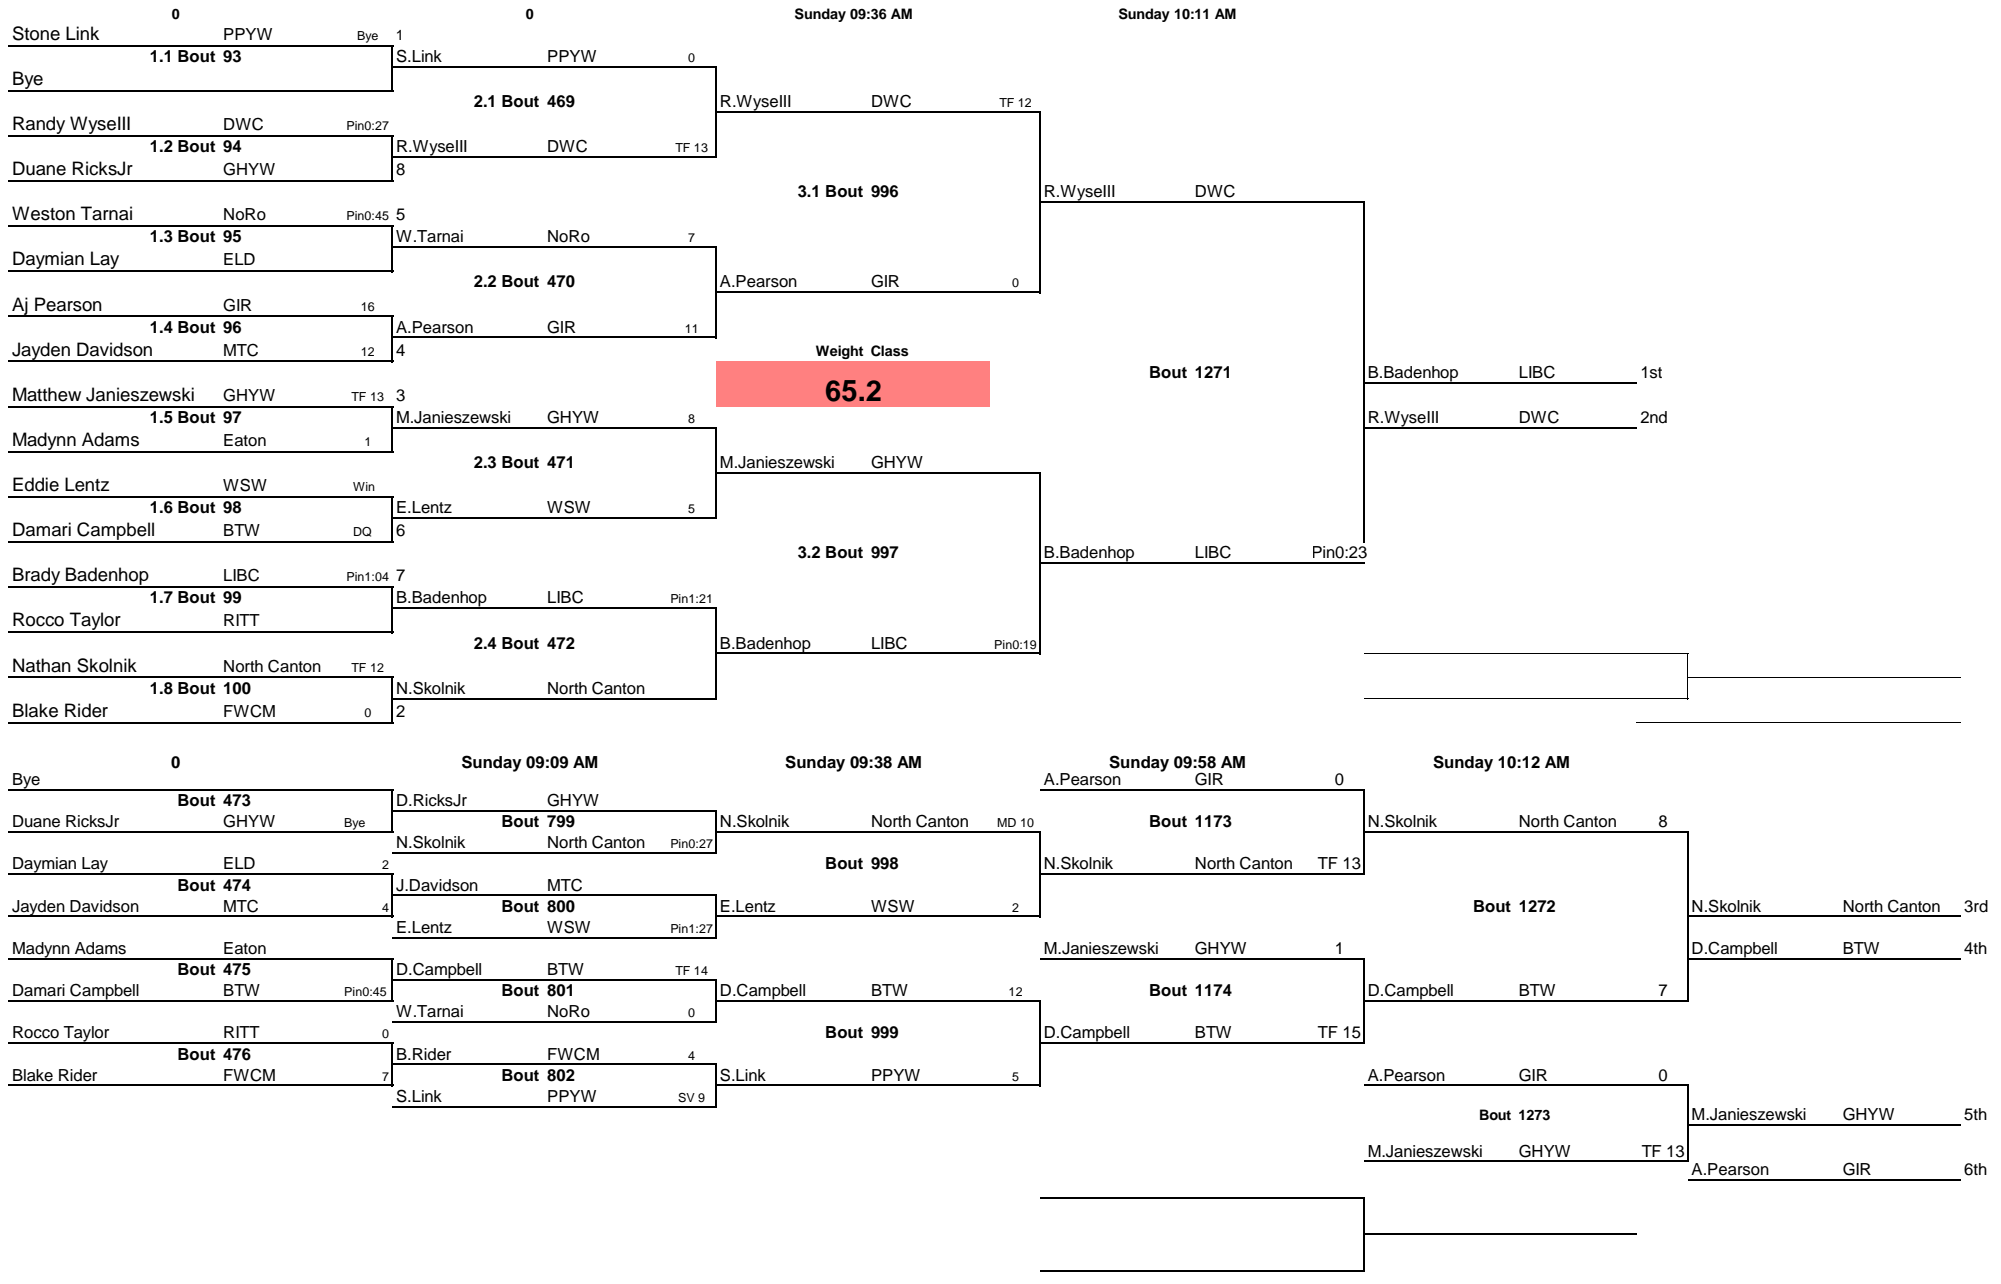 0 0 Sunday 09:36 AM Sunday 10:11 AM
Stone Link PPYW Bye 1
1.1 Bout 93 S.Link PPYW 0
Bye
2.1 Bout 469 R.WyseIII DWC TF 12
Randy WyseIII DWC Pin0:27
1.2 Bout 94 R.WyseIII DWC TF 13
Duane RicksJr GHYW 8
3.1 Bout 996 R.WyseIII DWC
Weston Tarnai NoRo Pin0:45 5
1.3 Bout 95 W.Tarnai NoRo 7
Daymian Lay ELD
2.2 Bout 470 A.Pearson GIR 0
Aj Pearson GIR 16
1.4 Bout 96 A.Pearson GIR 11
Jayden Davidson MTC 12 4
Weight Class
Bout 1271 B.Badenhop LIBC 1st
65.2
Matthew Janieszewski GHYW TF 13 3
1.5 Bout 97 M.Janieszewski GHYW 8
R.WyseIII DWC 2nd
Madynn Adams Eaton 1
2.3 Bout 471 M.Janieszewski GHYW
Eddie Lentz WSW Win
1.6 Bout 98 E.Lentz WSW 5
Damari Campbell BTW DQ 6
3.2 Bout 997 B.Badenhop LIBC Pin0:23
Brady Badenhop LIBC Pin1:04 7
1.7 Bout 99 B.Badenhop LIBC Pin1:21
Rocco Taylor RITT
2.4 Bout 472 B.Badenhop LIBC Pin0:19
Nathan Skolnik North Canton TF 12
1.8 Bout 100 N.Skolnik North Canton
Blake Rider FWCM 0 2
0 Sunday 09:09 AM Sunday 09:38 AM Sunday 09:58 AM Sunday 10:12 AM
Bye A.Pearson GIR 0
Bout 473 D.RicksJr GHYW
Duane RicksJr GHYW Bye Bout 799 N.Skolnik North Canton MD 10 Bout 1173 N.Skolnik North Canton 8
N.Skolnik North Canton Pin0:27
Daymian Lay ELD 2 Bout 998 N.Skolnik North Canton TF 13
Bout 474 J.Davidson MTC
Jayden Davidson MTC 4 Bout 800 E.Lentz WSW 2 Bout 1272 N.Skolnik North Canton 3rd
E.Lentz WSW Pin1:27
Madynn Adams Eaton M.Janieszewski GHYW 1 D.Campbell BTW 4th
Bout 475 D.Campbell BTW TF 14
Damari Campbell BTW Pin0:45 Bout 801 D.Campbell BTW 12 Bout 1174 D.Campbell BTW 7
W.Tarnai NoRo 0
Rocco Taylor RITT 0 Bout 999 D.Campbell BTW TF 15
Bout 476 B.Rider FWCM 4
Blake Rider FWCM 7 Bout 802 S.Link PPYW 5 A.Pearson GIR 0
S.Link PPYW SV 9
Bout 1273 M.Janieszewski GHYW 5th
M.Janieszewski GHYW TF 13
A.Pearson GIR 6th